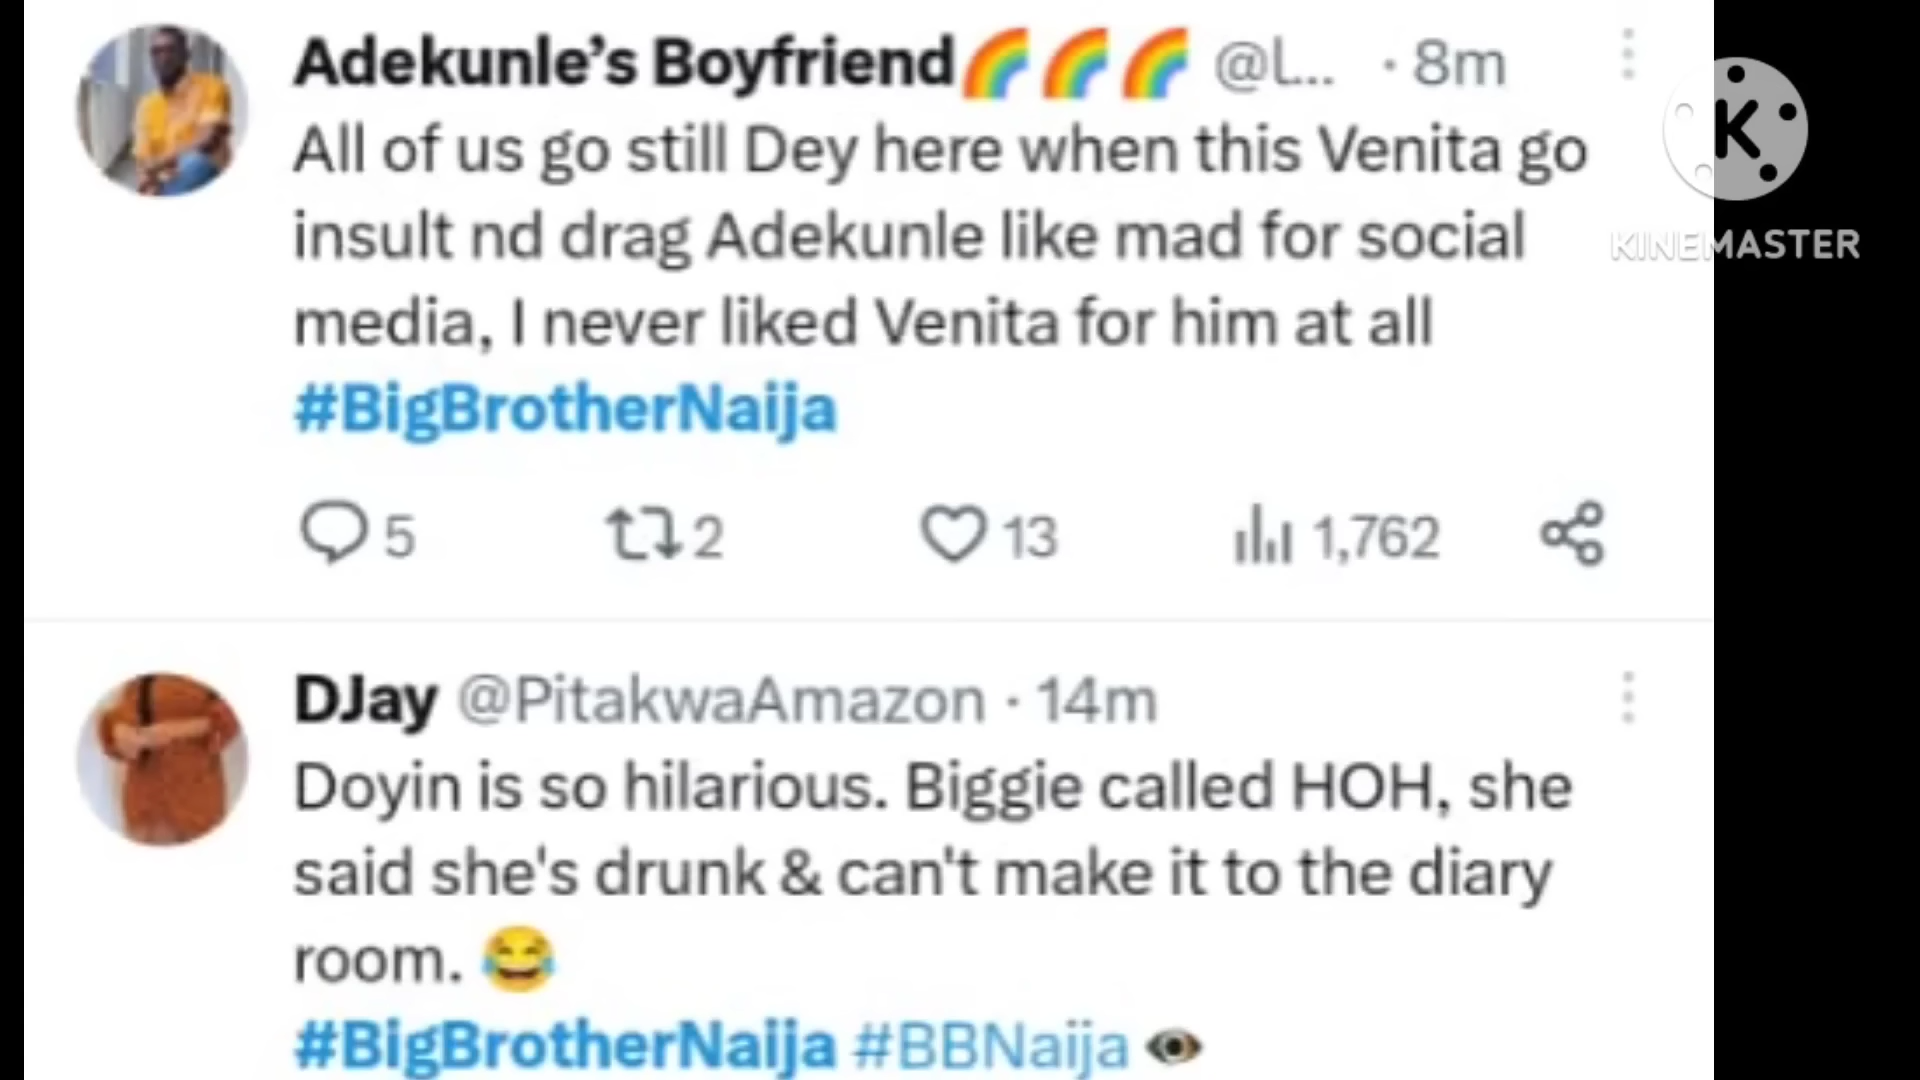 Adekunle’s Boyfriend🌈🌈🌈 @L... · 8m
All of us go still Dey here when this Venita go
insult nd drag Adekunle like mad for social
media, I never liked Venita for him at all
#BigBrotherNaija
5 2 13 1,762
K
KINEMASTER
DJay @PitakwaAmazon · 14m
Doyin is so hilarious. Biggie called HOH, she
said she's drunk & can't make it to the diary
room. 😂
#BigBrotherNaija #BBNaija 👁